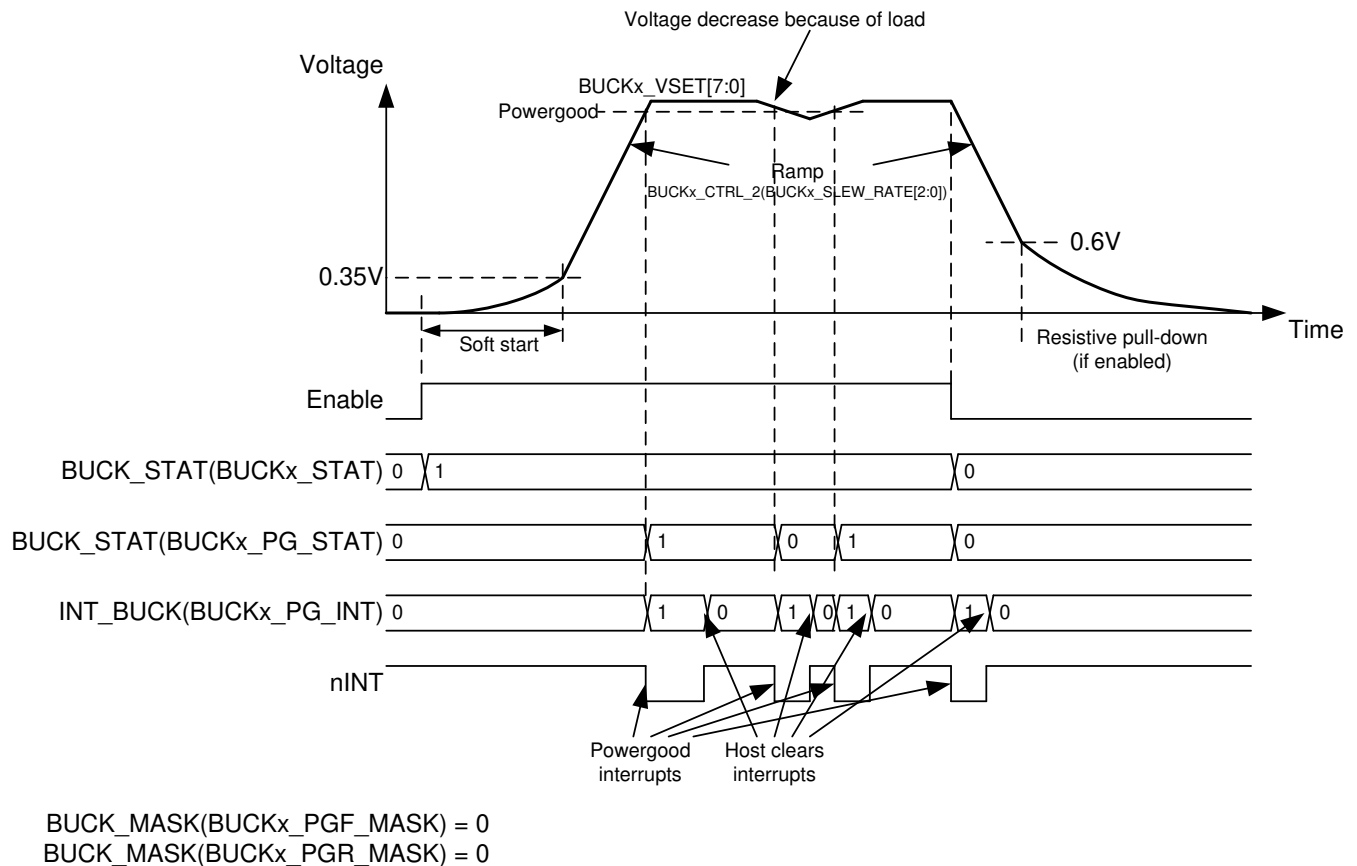 Voltage decrease because of load
Voltage
BUCKx_VSET[7:0]
Powergood
Ramp
BUCKx_CTRL_2(BUCKx_SLEW_RATE[2:0])
0.6V
0.35V
Time
Soft start
Resistive pull-down
(if enabled)
Enable
BUCK_STAT(BUCKx_STAT) 0 1 0
BUCK_STAT(BUCKx_PG_STAT) 0 1 0 1 0
INT_BUCK(BUCKx_PG_INT) 0 1 0 1 0 1 0 1 0
nINT
Powergood
interrupts
Host clears
interrupts
BUCK_MASK(BUCKx_PGF_MASK) = 0
BUCK_MASK(BUCKx_PGR_MASK) = 0